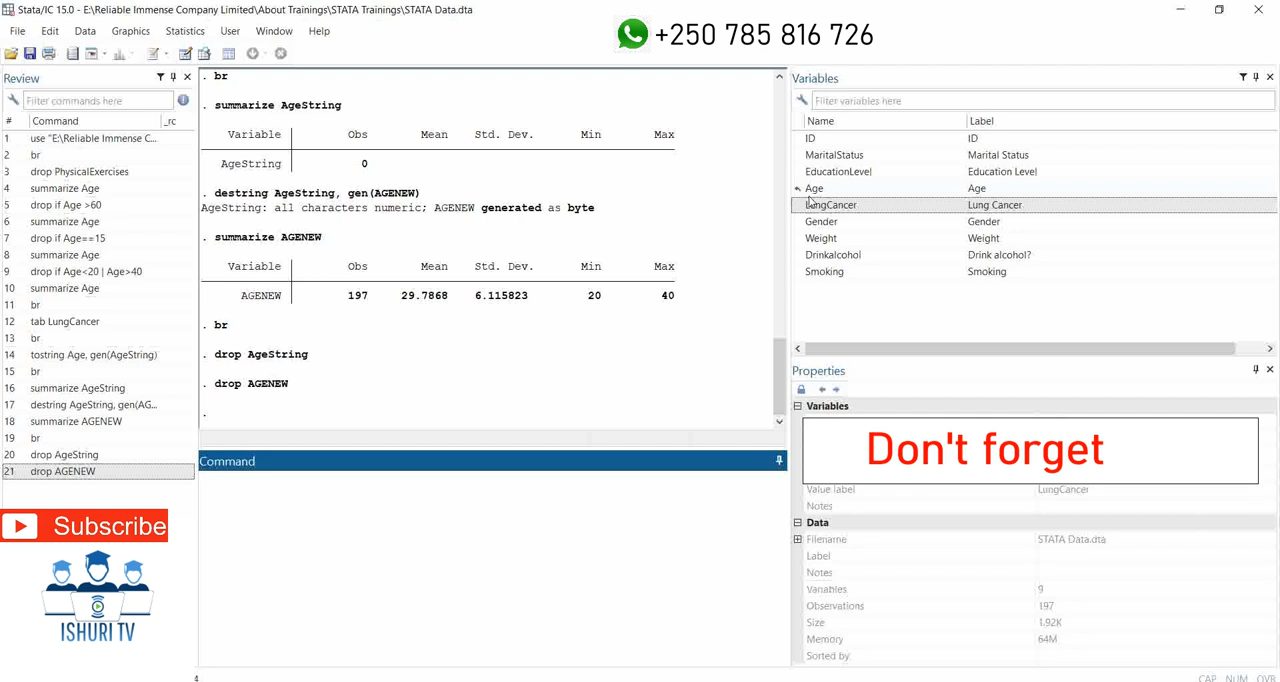 Stata/IC 15.0 - E:\Reliable Immense Company Limited\About Trainings\STATA Trainings\STATA Data.dta
File Edit Data Graphics Statistics User Window Help
+250 785 816 726
Review
Filter commands here
# Command _rc
1 use "E:\Reliable Immense C...
2 br
3 drop PhysicalExercises
4 summarize Age
5 drop if Age >60
6 summarize Age
7 drop if Age==15
8 summarize Age
9 drop if Age<20 | Age>40
10 summarize Age
11 br
12 tab LungCancer
13 br
14 tostring Age, gen(AgeString)
15 br
16 summarize AgeString
17 destring AgeString, gen(AG...
18 summarize AGENEW
19 br
20 drop AgeString
21 drop AGENEW
Subscribe
ISHURI TV
. br
. summarize AgeString
Variable Obs Mean Std. Dev. Min Max
AgeString 0
. destring AgeString, gen(AGENEW)
AgeString: all characters numeric; AGENEW generated as byte
. summarize AGENEW
Variable Obs Mean Std. Dev. Min Max
AGENEW 197 29.7868 6.115823 20 40
. br
. drop AgeString
. drop AGENEW
.
Command
Variables
Filter variables here
Name Label
ID ID
MaritalStatus Marital Status
EducationLevel Education Level
Age Age
LungCancer Lung Cancer
Gender Gender
Weight Weight
Drinkalcohol Drink alcohol?
Smoking Smoking
Properties
Variables
Don't forget
Value label LungCancer
Notes
Data
Filename STATA Data.dta
Label
Notes
Variables 9
Observations 197
Size 1.92K
Memory 64M
Sorted by
CAP NUM OVR